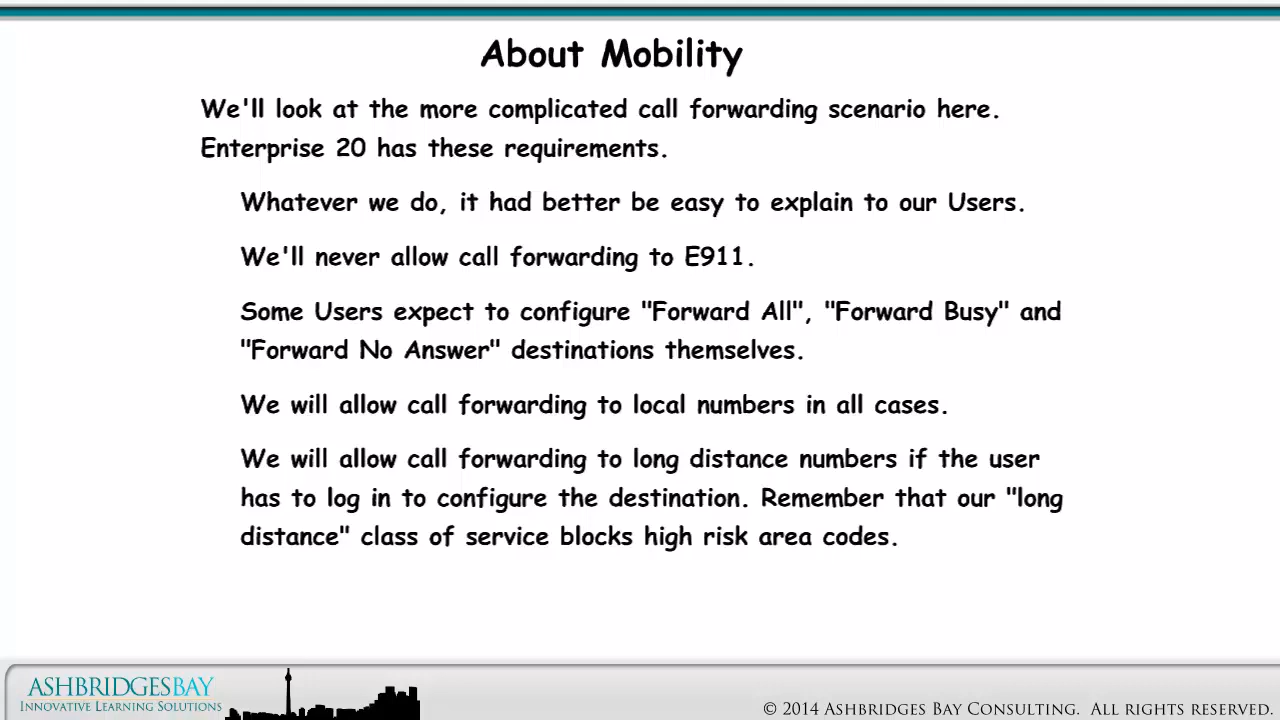 About Mobility
We'll look at the more complicated call forwarding scenario here.
Enterprise 20 has these requirements.
Whatever we do, it had better be easy to explain to our Users.
We'll never allow call forwarding to E911.
Some Users expect to configure "Forward All", "Forward Busy" and
"Forward No Answer" destinations themselves.
We will allow call forwarding to local numbers in all cases.
We will allow call forwarding to long distance numbers if the user
has to log in to configure the destination. Remember that our "long
distance" class of service blocks high risk area codes.
ASHBRIDGESBAY
INNOVATIVE LEARNING SOLUTIONS
© 2014 ASHBRIDGES BAY CONSULTING. ALL RIGHTS RESERVED.